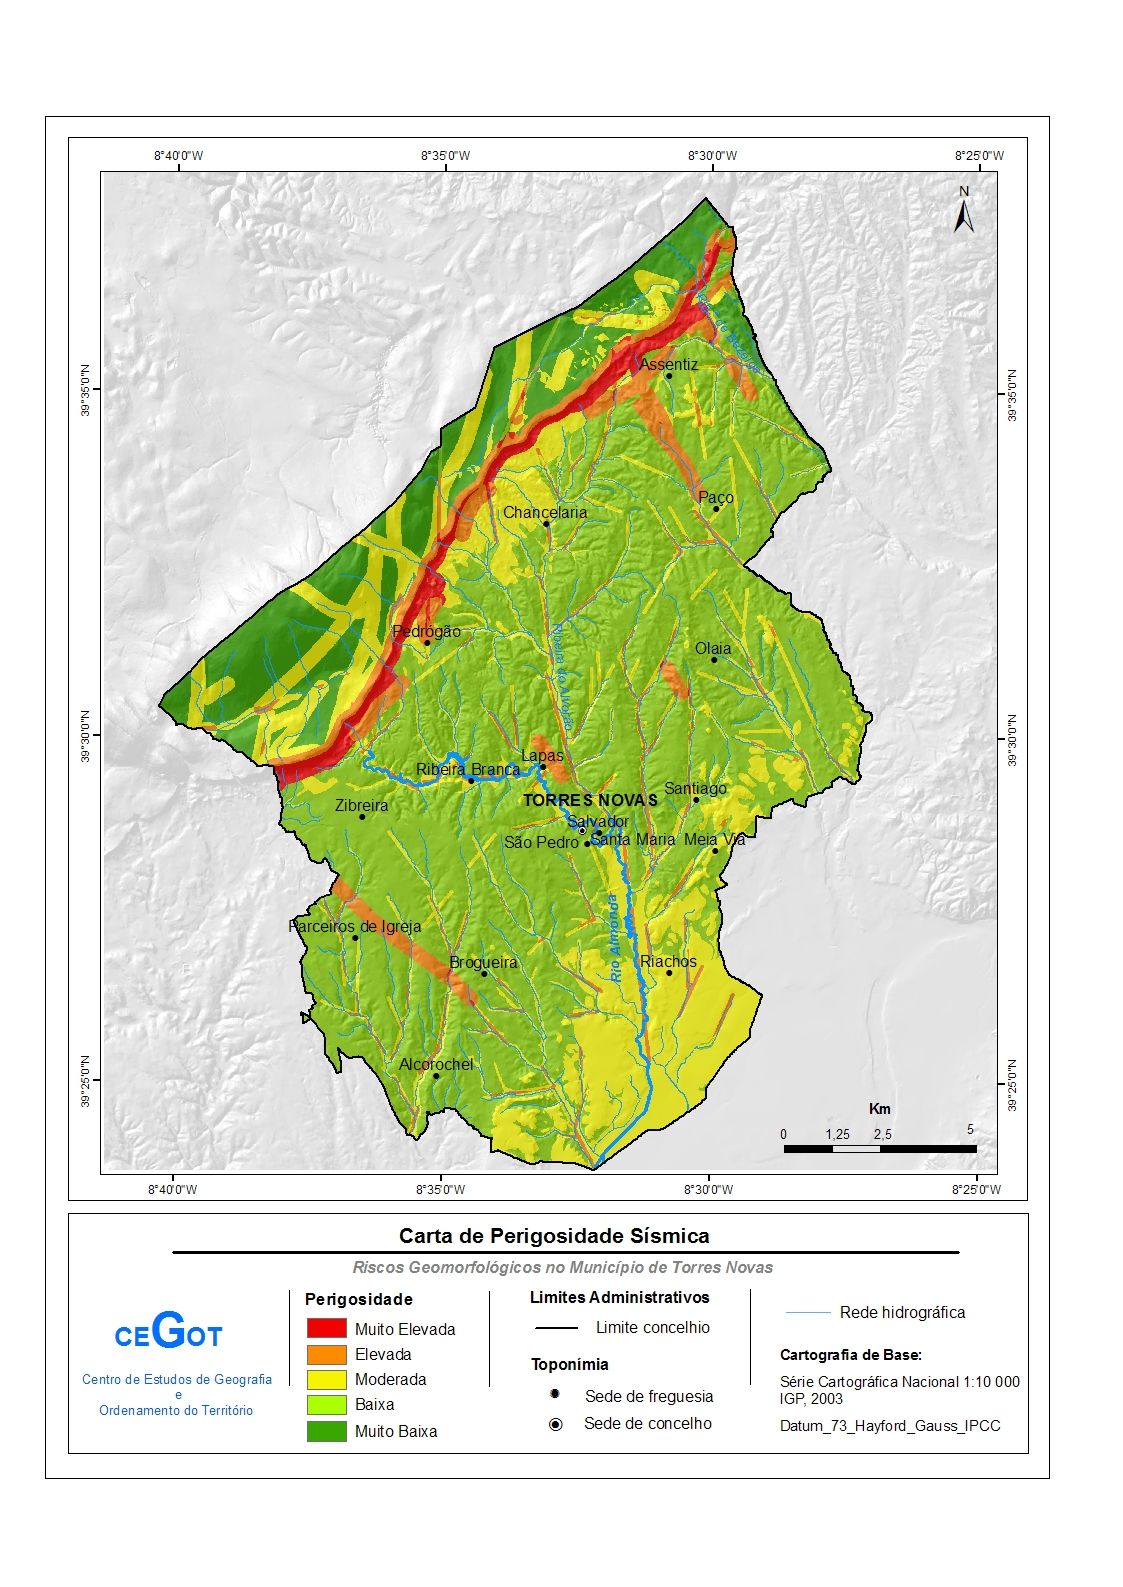 8°40'0"W
8°35'0"W
8°30'0"W
8°25'0"W
N
39°35'0"N
39°35'0"N
Assentiz
Paço
Chancelaria
Pedrógão
Ribeira do Alvorão
Olaia
39°30'0"N
39°30'0"N
Lapas
Ribeira Branca
Santiago
TORRES NOVAS
Zibreira
Salvador
São Pedro
Santa Maria
Meia Via
Rio Almonda
Parceiros de Igreja
Brogueira
Riachos
Alcorochel
39°25'0"N
39°25'0"N
Km
0 1,25 2,5 5
8°40'0"W
8°35'0"W
8°30'0"W
8°25'0"W
Carta de Perigosidade Sísmica
Riscos Geomorfológicos no Município de Torres Novas
CEGOT
Centro de Estudos de Geografia
e
Ordenamento do Território
Perigosidade
Muito Elevada
Elevada
Moderada
Baixa
Muito Baixa
Limites Administrativos
Limite concelhio
Toponímia
Sede de freguesia
Sede de concelho
Rede hidrográfica
Cartografia de Base:
Série Cartográfica Nacional 1:10 000
IGP, 2003
Datum_73_Hayford_Gauss_IPCC